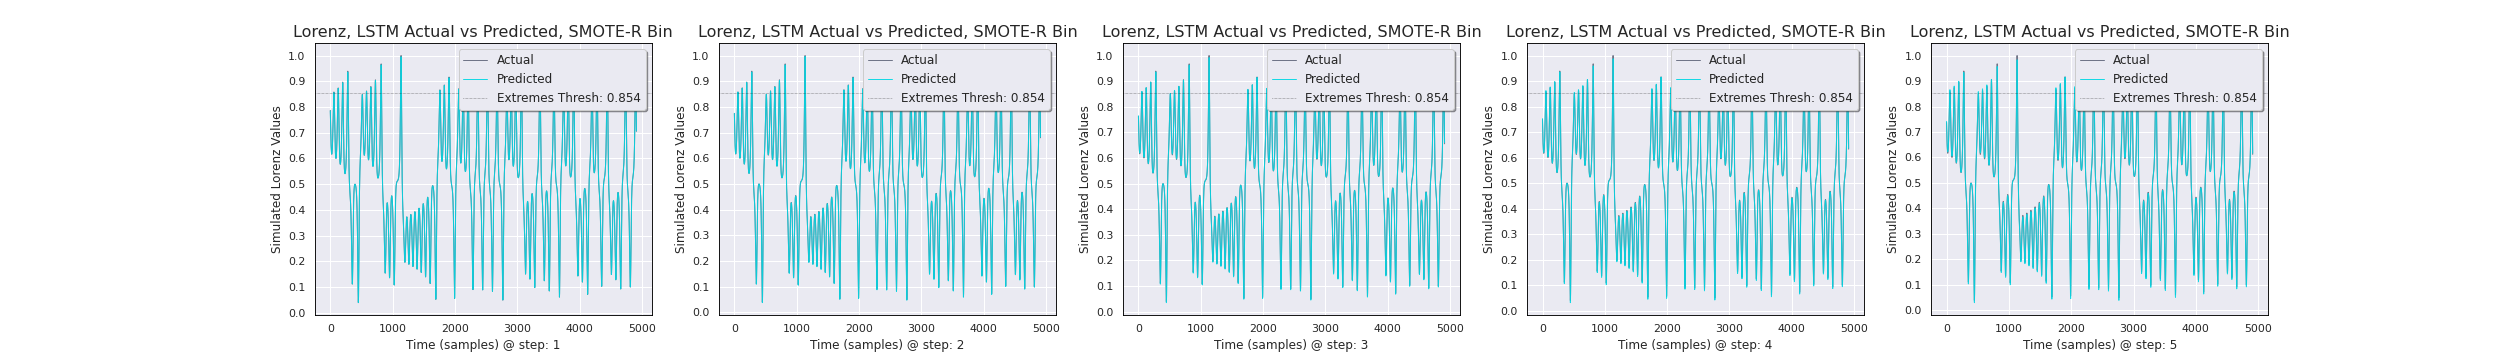 Lorenz, LSTM Actual vs Predicted, SMOTE-R Bin
Simulated Lorenz Values
1.0
0.9
0.8
0.7
0.6
0.5
0.4
0.3
0.2
0.1
0.0
Actual
Predicted
Extremes Thresh: 0.854
0 1000 2000 3000 4000 5000
Time (samples) @ step: 1
Lorenz, LSTM Actual vs Predicted, SMOTE-R Bin
Simulated Lorenz Values
1.0
0.9
0.8
0.7
0.6
0.5
0.4
0.3
0.2
0.1
0.0
Actual
Predicted
Extremes Thresh: 0.854
0 1000 2000 3000 4000 5000
Time (samples) @ step: 2
Lorenz, LSTM Actual vs Predicted, SMOTE-R Bin
Simulated Lorenz Values
1.0
0.9
0.8
0.7
0.6
0.5
0.4
0.3
0.2
0.1
0.0
Actual
Predicted
Extremes Thresh: 0.854
0 1000 2000 3000 4000 5000
Time (samples) @ step: 3
Lorenz, LSTM Actual vs Predicted, SMOTE-R Bin
Simulated Lorenz Values
1.0
0.9
0.8
0.7
0.6
0.5
0.4
0.3
0.2
0.1
0.0
Actual
Predicted
Extremes Thresh: 0.854
0 1000 2000 3000 4000 5000
Time (samples) @ step: 4
Lorenz, LSTM Actual vs Predicted, SMOTE-R Bin
Simulated Lorenz Values
1.0
0.9
0.8
0.7
0.6
0.5
0.4
0.3
0.2
0.1
0.0
Actual
Predicted
Extremes Thresh: 0.854
0 1000 2000 3000 4000 5000
Time (samples) @ step: 5